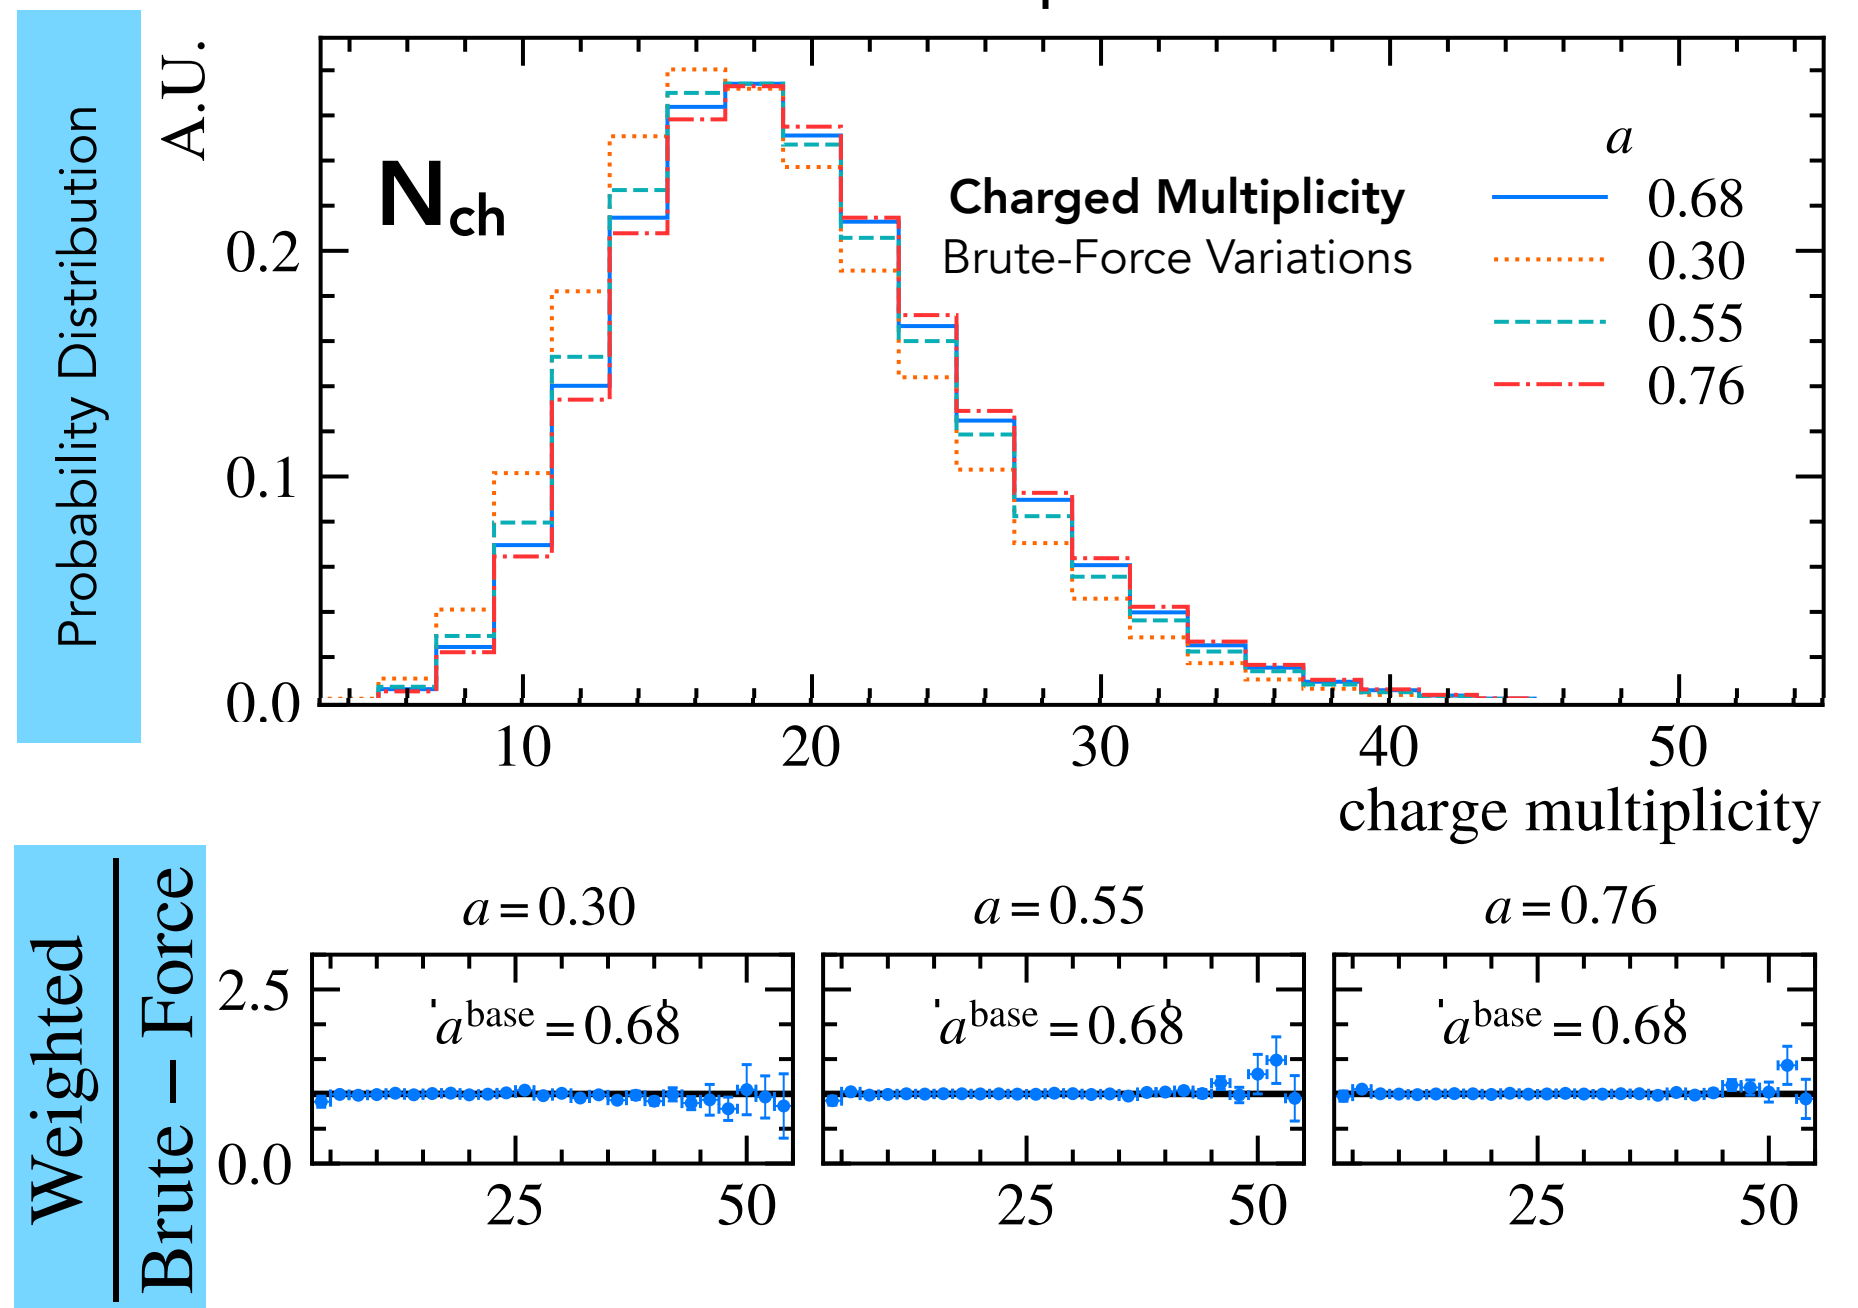 Probability Distribution
A.U.
N_ch
Charged Multiplicity
Brute-Force Variations
a
0.68
0.30
0.55
0.76
0.2
0.1
0.0
10 20 30 40 50
charge multiplicity
Weighted
Brute – Force
a = 0.30
a = 0.55
a = 0.76
2.5
0.0
a^base = 0.68
a^base = 0.68
a^base = 0.68
25 50
25 50
25 50